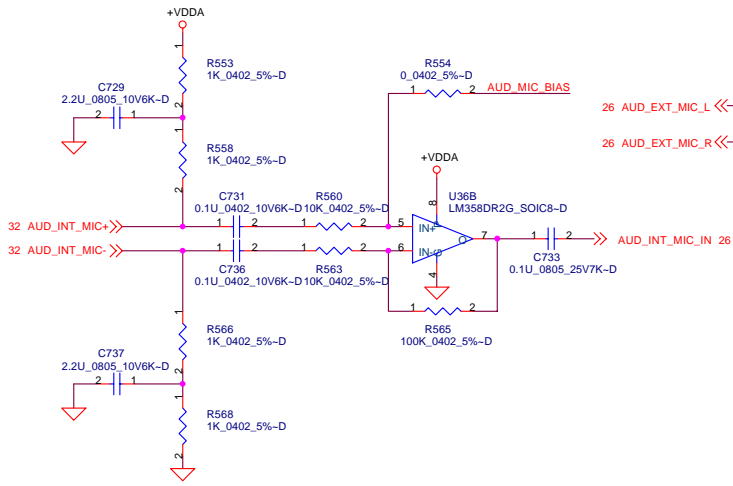 +VDDA
1
R553
1K_0402_5%~D
2
C729
2.2U_0805_10V6K~D
2 1
1
R558
1K_0402_5%~D
2
R554
0_0402_5%~D
1 2 AUD_MIC_BIAS
26 AUD_EXT_MIC_L
26 AUD_EXT_MIC_R
+VDDA
U36B
LM358DR2G_SOIC8~D
8
C731
0.1U_0402_10V6K~D
R560
10K_0402_5%~D
32 AUD_INT_MIC+
1 2 1 2 5 IN+
P
32 AUD_INT_MIC-
1 2 1 2 6 IN-
G
O 7
4
1 2
AUD_INT_MIC_IN 26
C733
0.1U_0805_25V7K~D
C736
0.1U_0402_10V6K~D
R563
10K_0402_5%~D
1 2
R565
100K_0402_5%~D
1
R566
1K_0402_5%~D
2
C737
2.2U_0805_10V6K~D
2 1
1
R568
1K_0402_5%~D
2